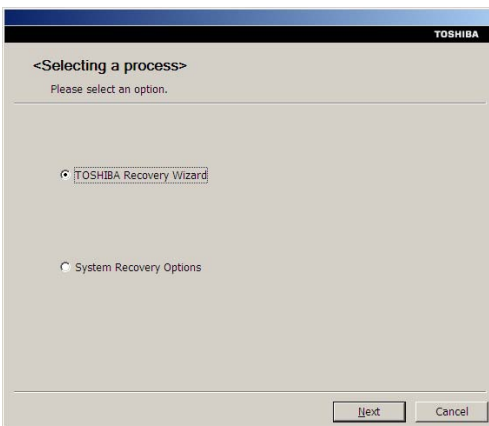 TOSHIBA
<Selecting a process>
Please select an option.
TOSHIBA Recovery Wizard
System Recovery Options
Next
Cancel